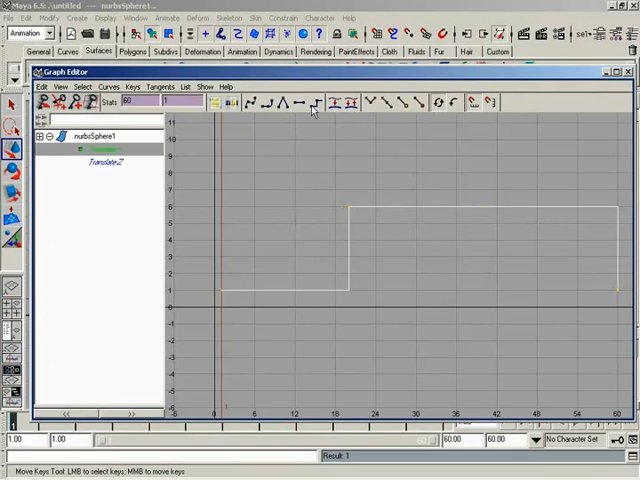 Maya 6.5: .\untitled --- nurbsSphere1...
File Edit Modify Create Display Window Animate Deform Skeleton Skin Constrain Character Help
Animation
sel
General Curves Surfaces Polygons Subdivs Deformation Animation Dynamics Rendering PaintEffects Cloth Fluids Fur Hair Custom
Graph Editor
Edit View Select Curves Keys Tangents List Show Help
Stats 60 1
nurbsSphere1
Translate Z
11
10
9
8
7
6
5
4
3
2
1
0
-1
-2
-3
-4
-5
-6
1
0 6 12 18 24 30 36 42 48 54 60
<< >>
1.00 1.00 60.00 60.00 No Character Set
Result: 1
Move Keys Tool: LMB to select keys; MMB to move keys